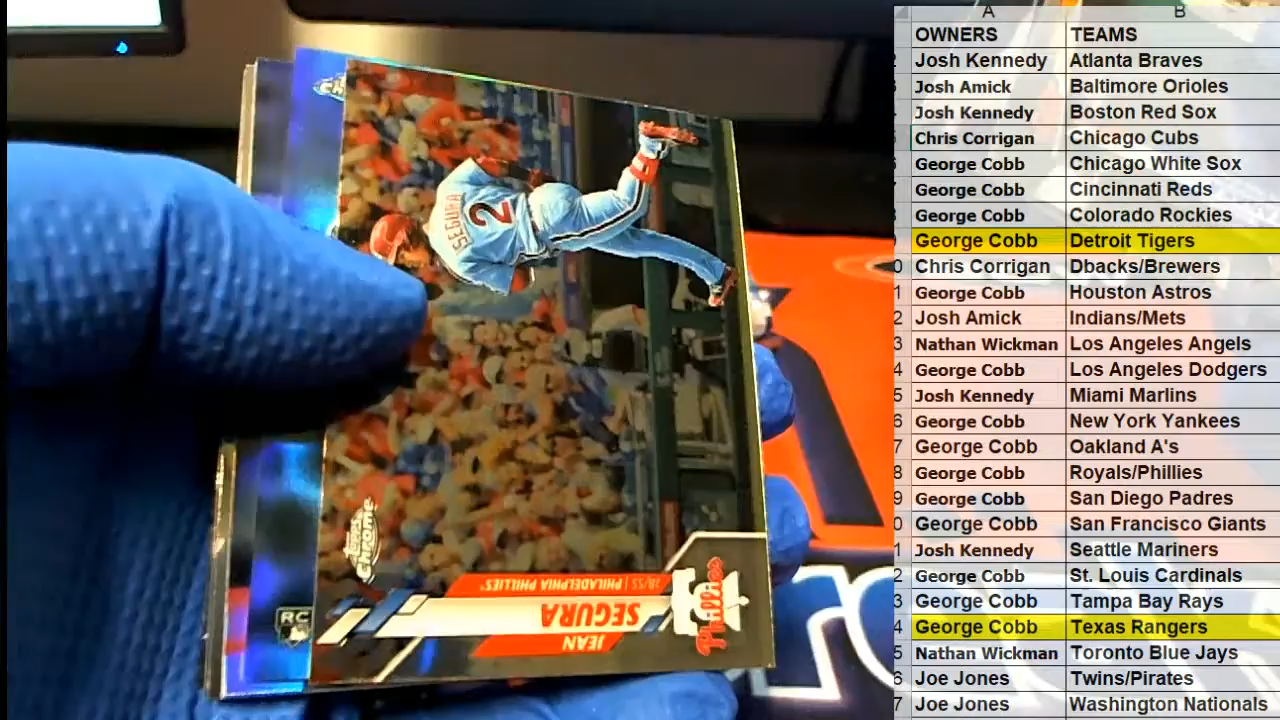 SEGURA
2
CHROME
RC
2B/SS | PHILADELPHIA PHILLIES
SEGURA
JEAN
Phillies
A B
OWNERS TEAMS
Josh Kennedy Atlanta Braves
Josh Amick Baltimore Orioles
Josh Kennedy Boston Red Sox
Chris Corrigan Chicago Cubs
George Cobb Chicago White Sox
George Cobb Cincinnati Reds
George Cobb Colorado Rockies
George Cobb Detroit Tigers
Chris Corrigan Dbacks/Brewers
George Cobb Houston Astros
Josh Amick Indians/Mets
Nathan Wickman Los Angeles Angels
George Cobb Los Angeles Dodgers
Josh Kennedy Miami Marlins
George Cobb New York Yankees
George Cobb Oakland A's
George Cobb Royals/Phillies
George Cobb San Diego Padres
George Cobb San Francisco Giants
Josh Kennedy Seattle Mariners
George Cobb St. Louis Cardinals
George Cobb Tampa Bay Rays
George Cobb Texas Rangers
Nathan Wickman Toronto Blue Jays
Joe Jones Twins/Pirates
Joe Jones Washington Nationals